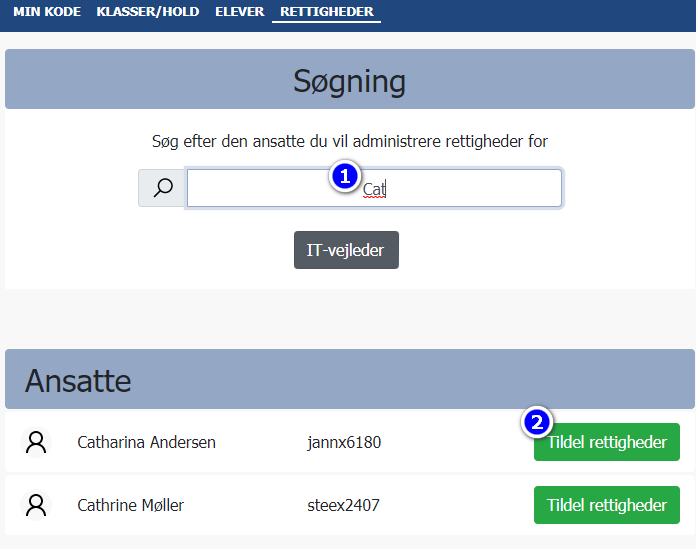 MIN KODE KLASSER/HOLD ELEVER RETTIGHEDER
Søgning
Søg efter den ansatte du vil administrere rettigheder for
1
Cat
IT-vejleder
Ansatte
2
Catharina Andersen jannx6180 Tildel rettigheder
Cathrine Møller steex2407 Tildel rettigheder